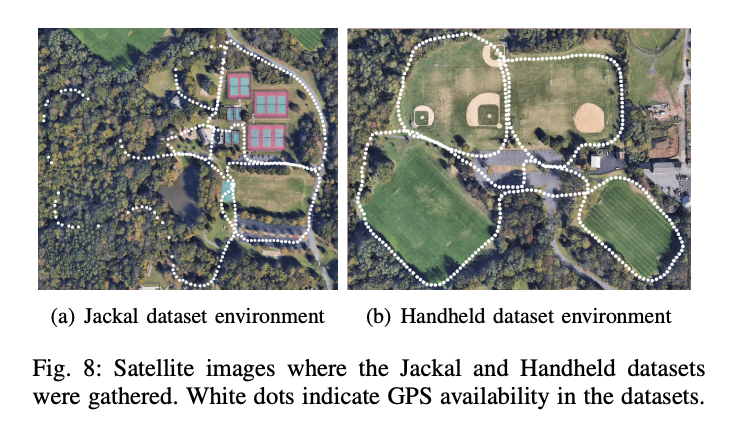 (a) Jackal dataset environment
(b) Handheld dataset environment
Fig. 8: Satellite images where the Jackal and Handheld datasets
were gathered. White dots indicate GPS availability in the datasets.